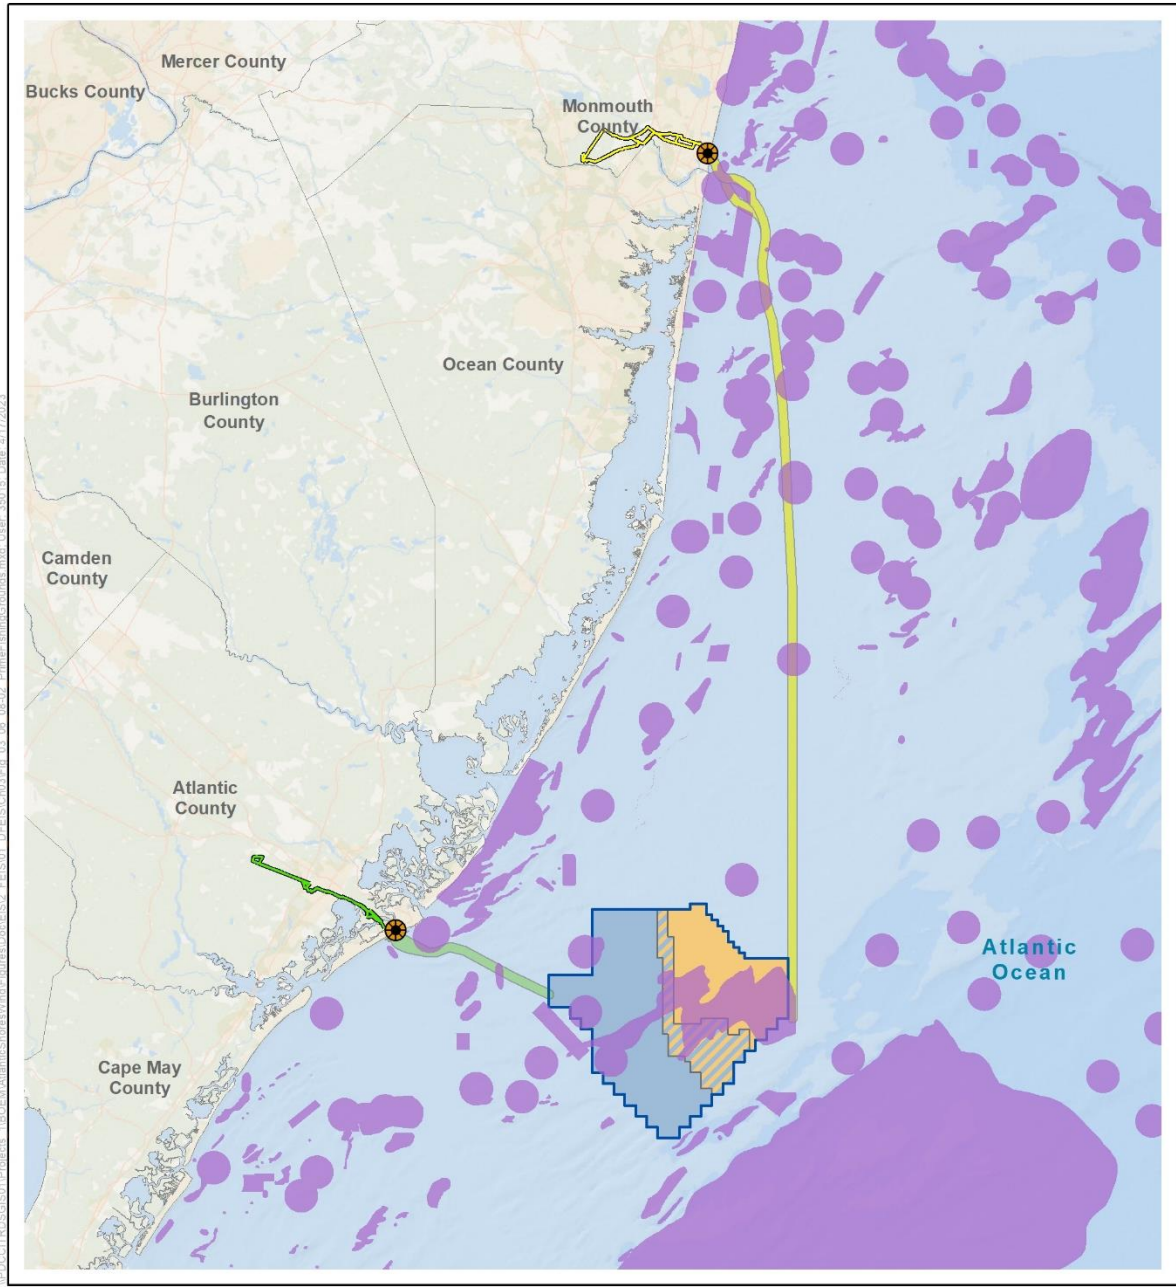 Mercer County
Bucks County
Monmouth
County
Ocean County
Burlington
County
Camden
County
Atlantic
County
Atlantic
Ocean
Cape May
County